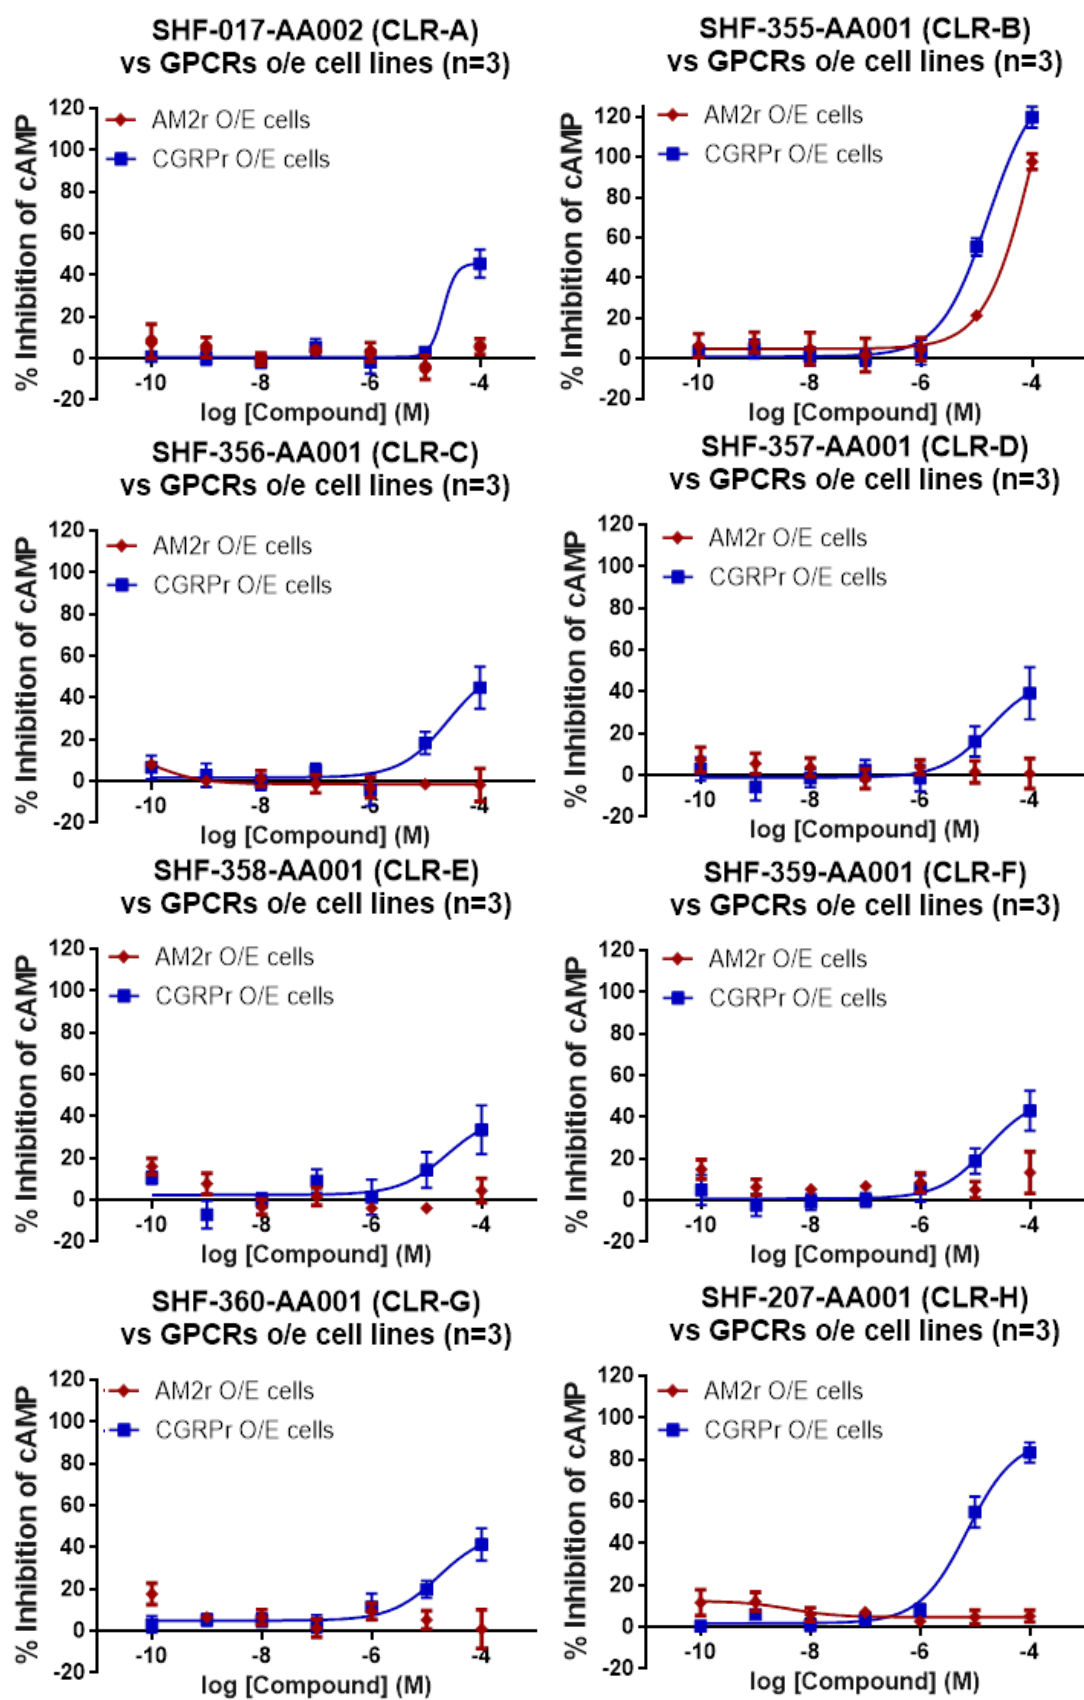 SHF-017-AA002 (CLR-A)
vs GPCRs o/e cell lines (n=3)
% Inhibition of cAMP
120
100
80
60
40
20
0
-20
AM2r O/E cells
CGRPr O/E cells
-10
-8
-6
-4
log [Compound] (M)
SHF-355-AA001 (CLR-B)
vs GPCRs o/e cell lines (n=3)
% Inhibition of cAMP
120
100
80
60
40
20
0
-20
AM2r O/E cells
CGRPr O/E cells
-10
-8
-6
-4
log [Compound] (M)
SHF-356-AA001 (CLR-C)
vs GPCRs o/e cell lines (n=3)
% Inhibition of cAMP
120
100
80
60
40
20
0
-20
AM2r O/E cells
CGRPr O/E cells
-10
-8
-6
-4
log [Compound] (M)
SHF-357-AA001 (CLR-D)
vs GPCRs o/e cell lines (n=3)
% Inhibition of cAMP
120
100
80
60
40
20
0
-20
AM2r O/E cells
CGRPr O/E cells
-10
-8
-6
-4
log [Compound] (M)
SHF-358-AA001 (CLR-E)
vs GPCRs o/e cell lines (n=3)
% Inhibition of cAMP
120
100
80
60
40
20
0
-20
AM2r O/E cells
CGRPr O/E cells
-10
-8
-6
-4
log [Compound] (M)
SHF-359-AA001 (CLR-F)
vs GPCRs o/e cell lines (n=3)
% Inhibition of cAMP
120
100
80
60
40
20
0
-20
AM2r O/E cells
CGRPr O/E cells
-10
-8
-6
-4
log [Compound] (M)
SHF-360-AA001 (CLR-G)
vs GPCRs o/e cell lines (n=3)
% Inhibition of cAMP
120
100
80
60
40
20
0
-20
AM2r O/E cells
CGRPr O/E cells
-10
-8
-6
-4
log [Compound] (M)
SHF-207-AA001 (CLR-H)
vs GPCRs o/e cell lines (n=3)
% Inhibition of cAMP
120
100
80
60
40
20
0
-20
AM2r O/E cells
CGRPr O/E cells
-10
-8
-6
-4
log [Compound] (M)